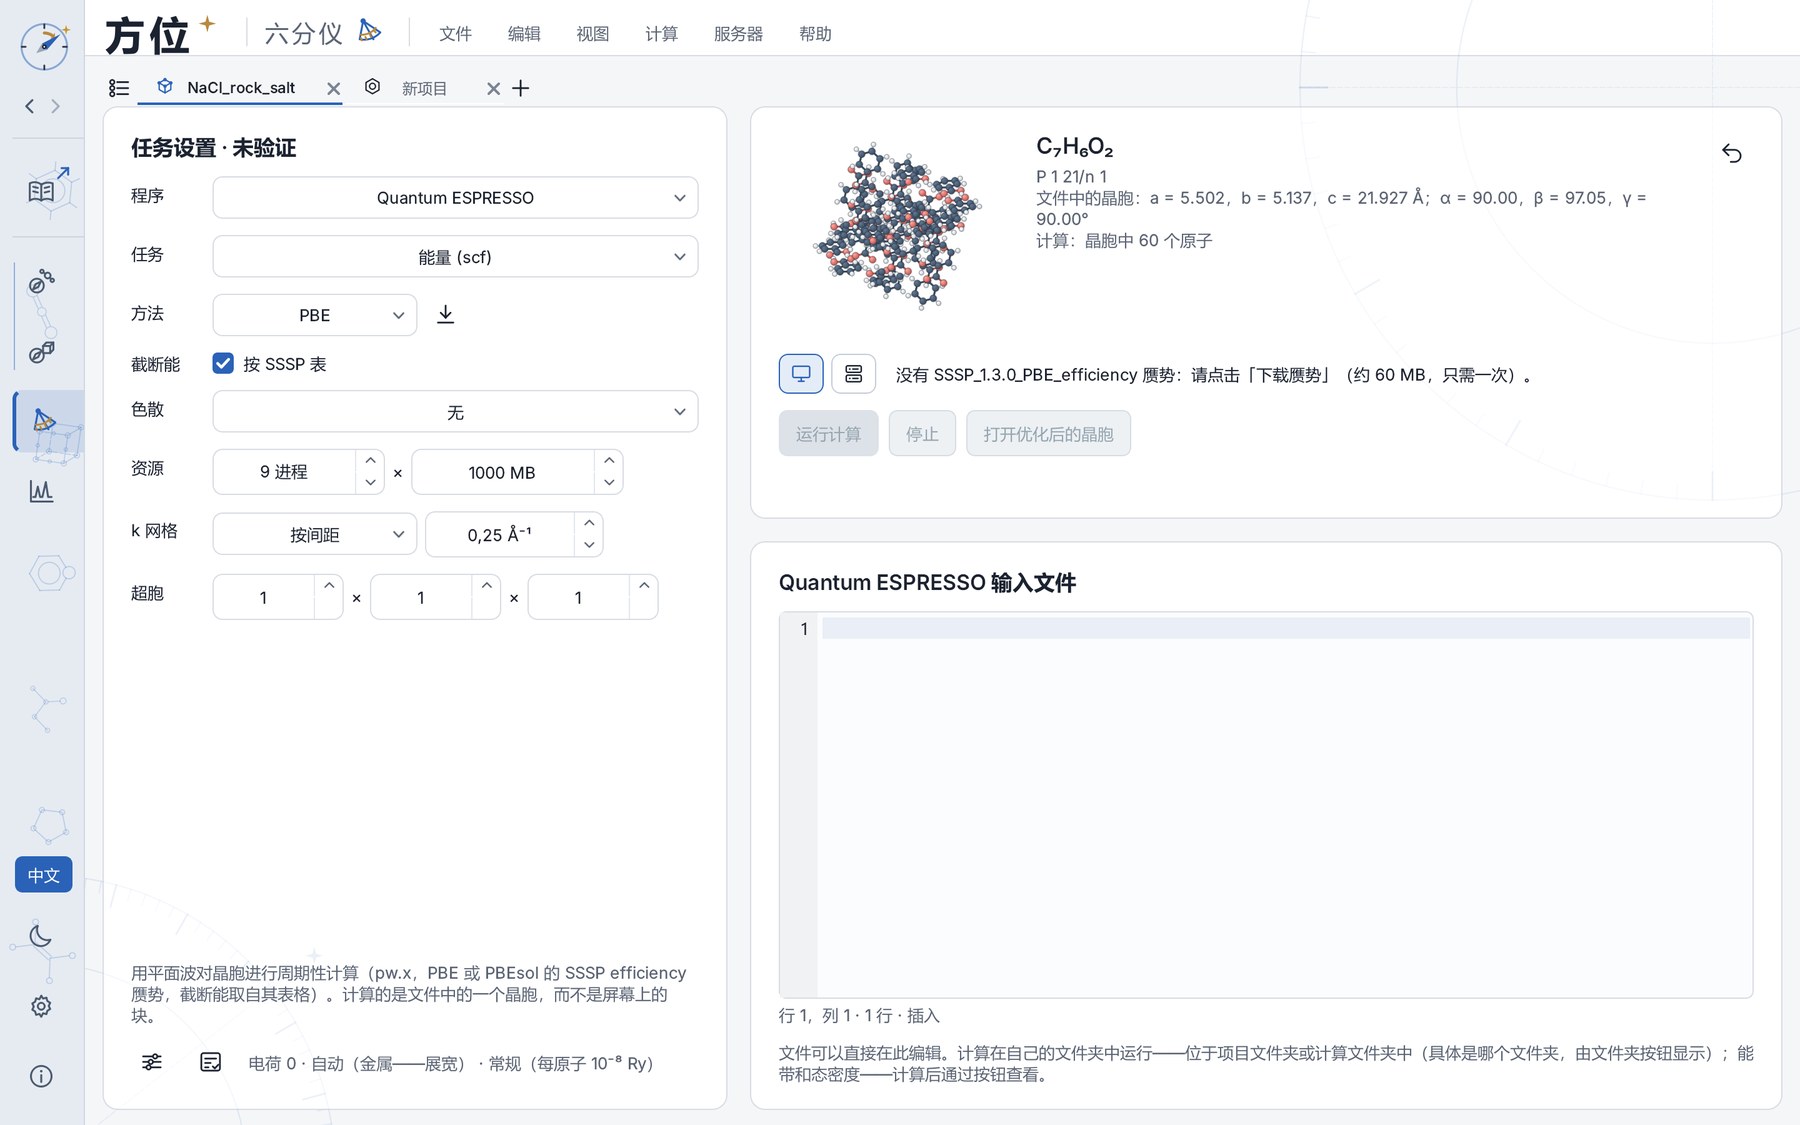 方位
六分仪
文件 编辑 视图 计算 服务器 帮助
NaCl_rock_salt
新项目
任务设置 · 未验证
程序 Quantum ESPRESSO
任务 能量 (scf)
方法 PBE
截断能 按 SSSP 表
色散 无
资源 9 进程 × 1000 MB
k 网格 按间距 0,25 Å⁻¹
超胞 1 × 1 × 1
用平面波对晶胞进行周期性计算（pw.x，PBE 或 PBEsol 的 SSSP efficiency
赝势，截断能取自其表格）。计算的是文件中的一个晶胞，而不是屏幕上的
块。
电荷 0 · 自动（金属——展宽） · 常规（每原子 10⁻⁸ Ry）
C₇H₆O₂
P 1 21/n 1
文件中的晶胞：a = 5.502，b = 5.137，c = 21.927 Å；α = 90.00，β = 97.05，γ =
90.00°
计算：晶胞中 60 个原子
没有 SSSP_1.3.0_PBE_efficiency 赝势：请点击「下载赝势」（约 60 MB，只需一次）。
运行计算 停止 打开优化后的晶胞
Quantum ESPRESSO 输入文件
1
行 1，列 1 · 1 行 · 插入
文件可以直接在此编辑。计算在自己的文件夹中运行——位于项目文件夹或计算文件夹中（具体是哪个文件夹，由文件夹按钮显示）；能
带和态密度——计算后通过按钮查看。
中文